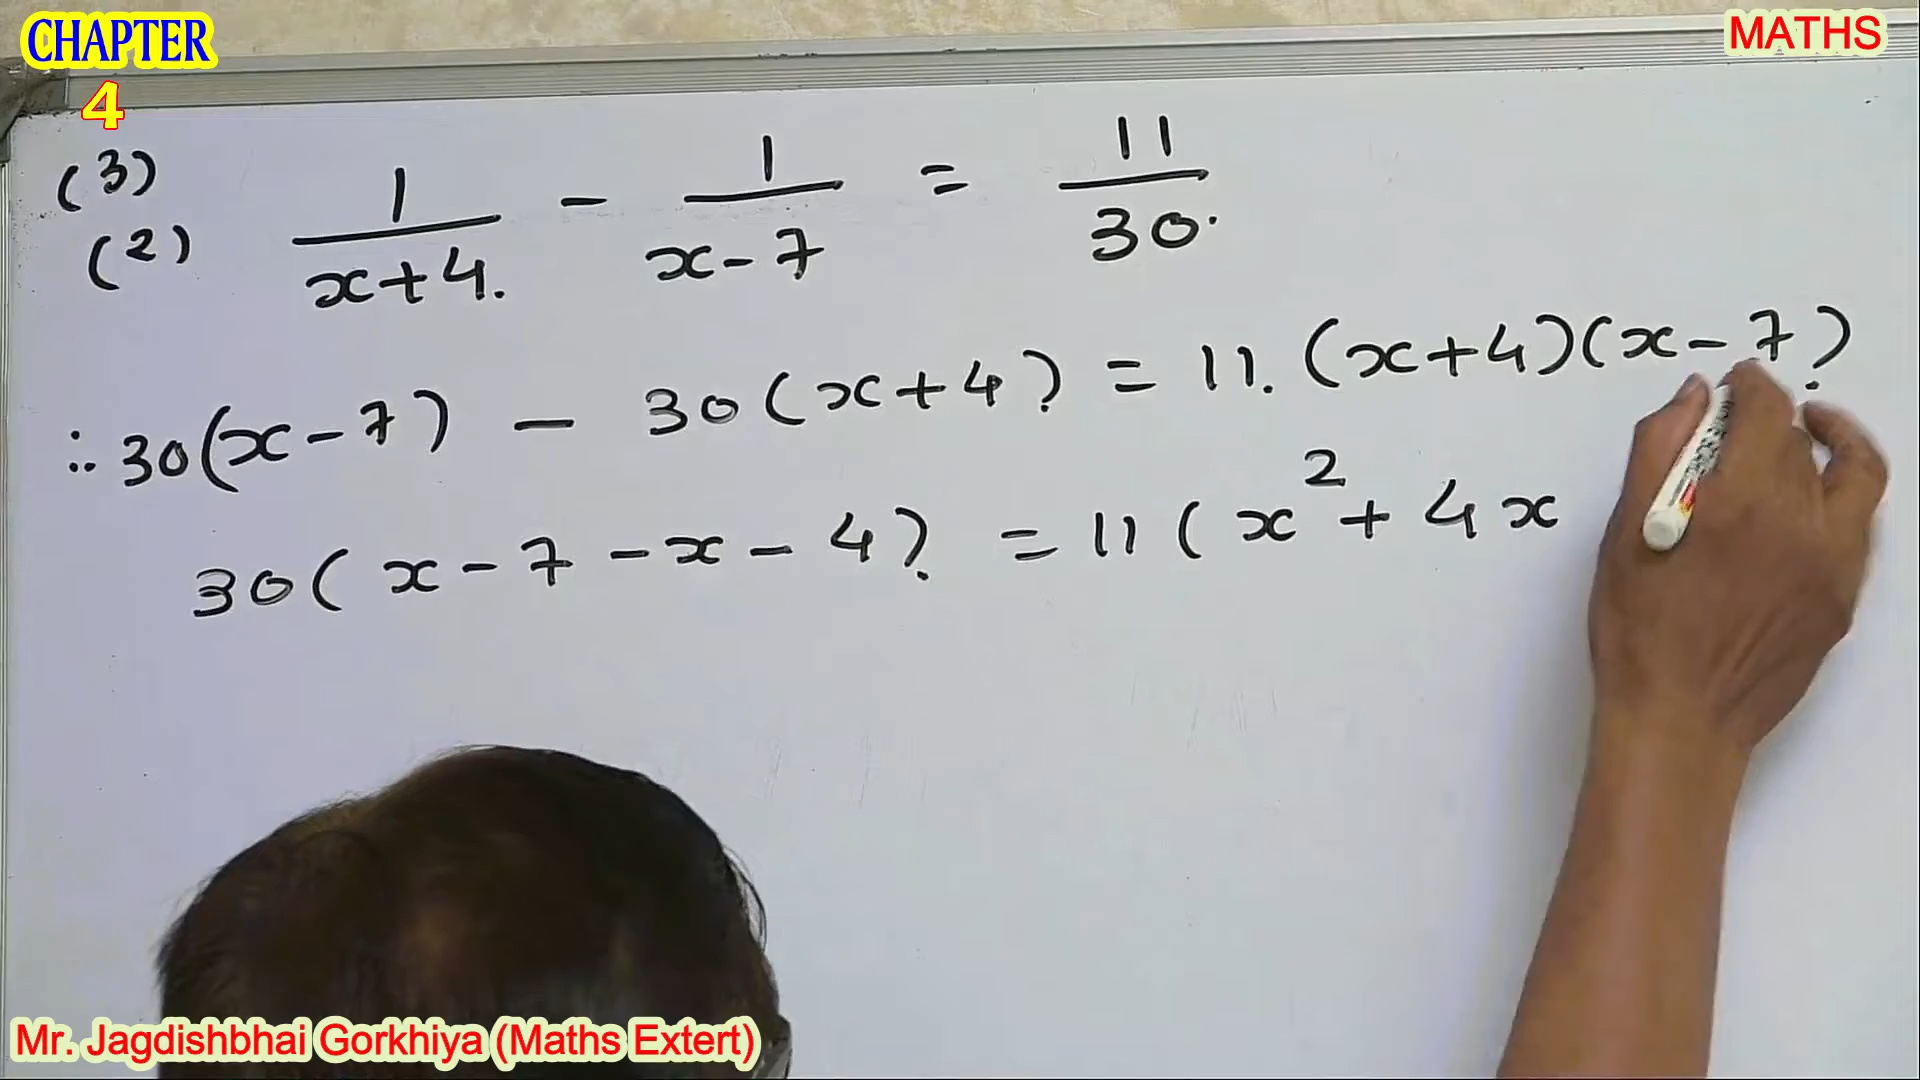 CHAPTER
4
MATHS
(3)
(2) 1/(x+4.) - 1/(x-7) = 11/30.
∴ 30(x-7) - 30(x+4) = 11.(x+4)(x-7)
30(x-7-x-4) = 11(x²+4x
Mr. Jagdishbhai Gorkhiya (Maths Extert)